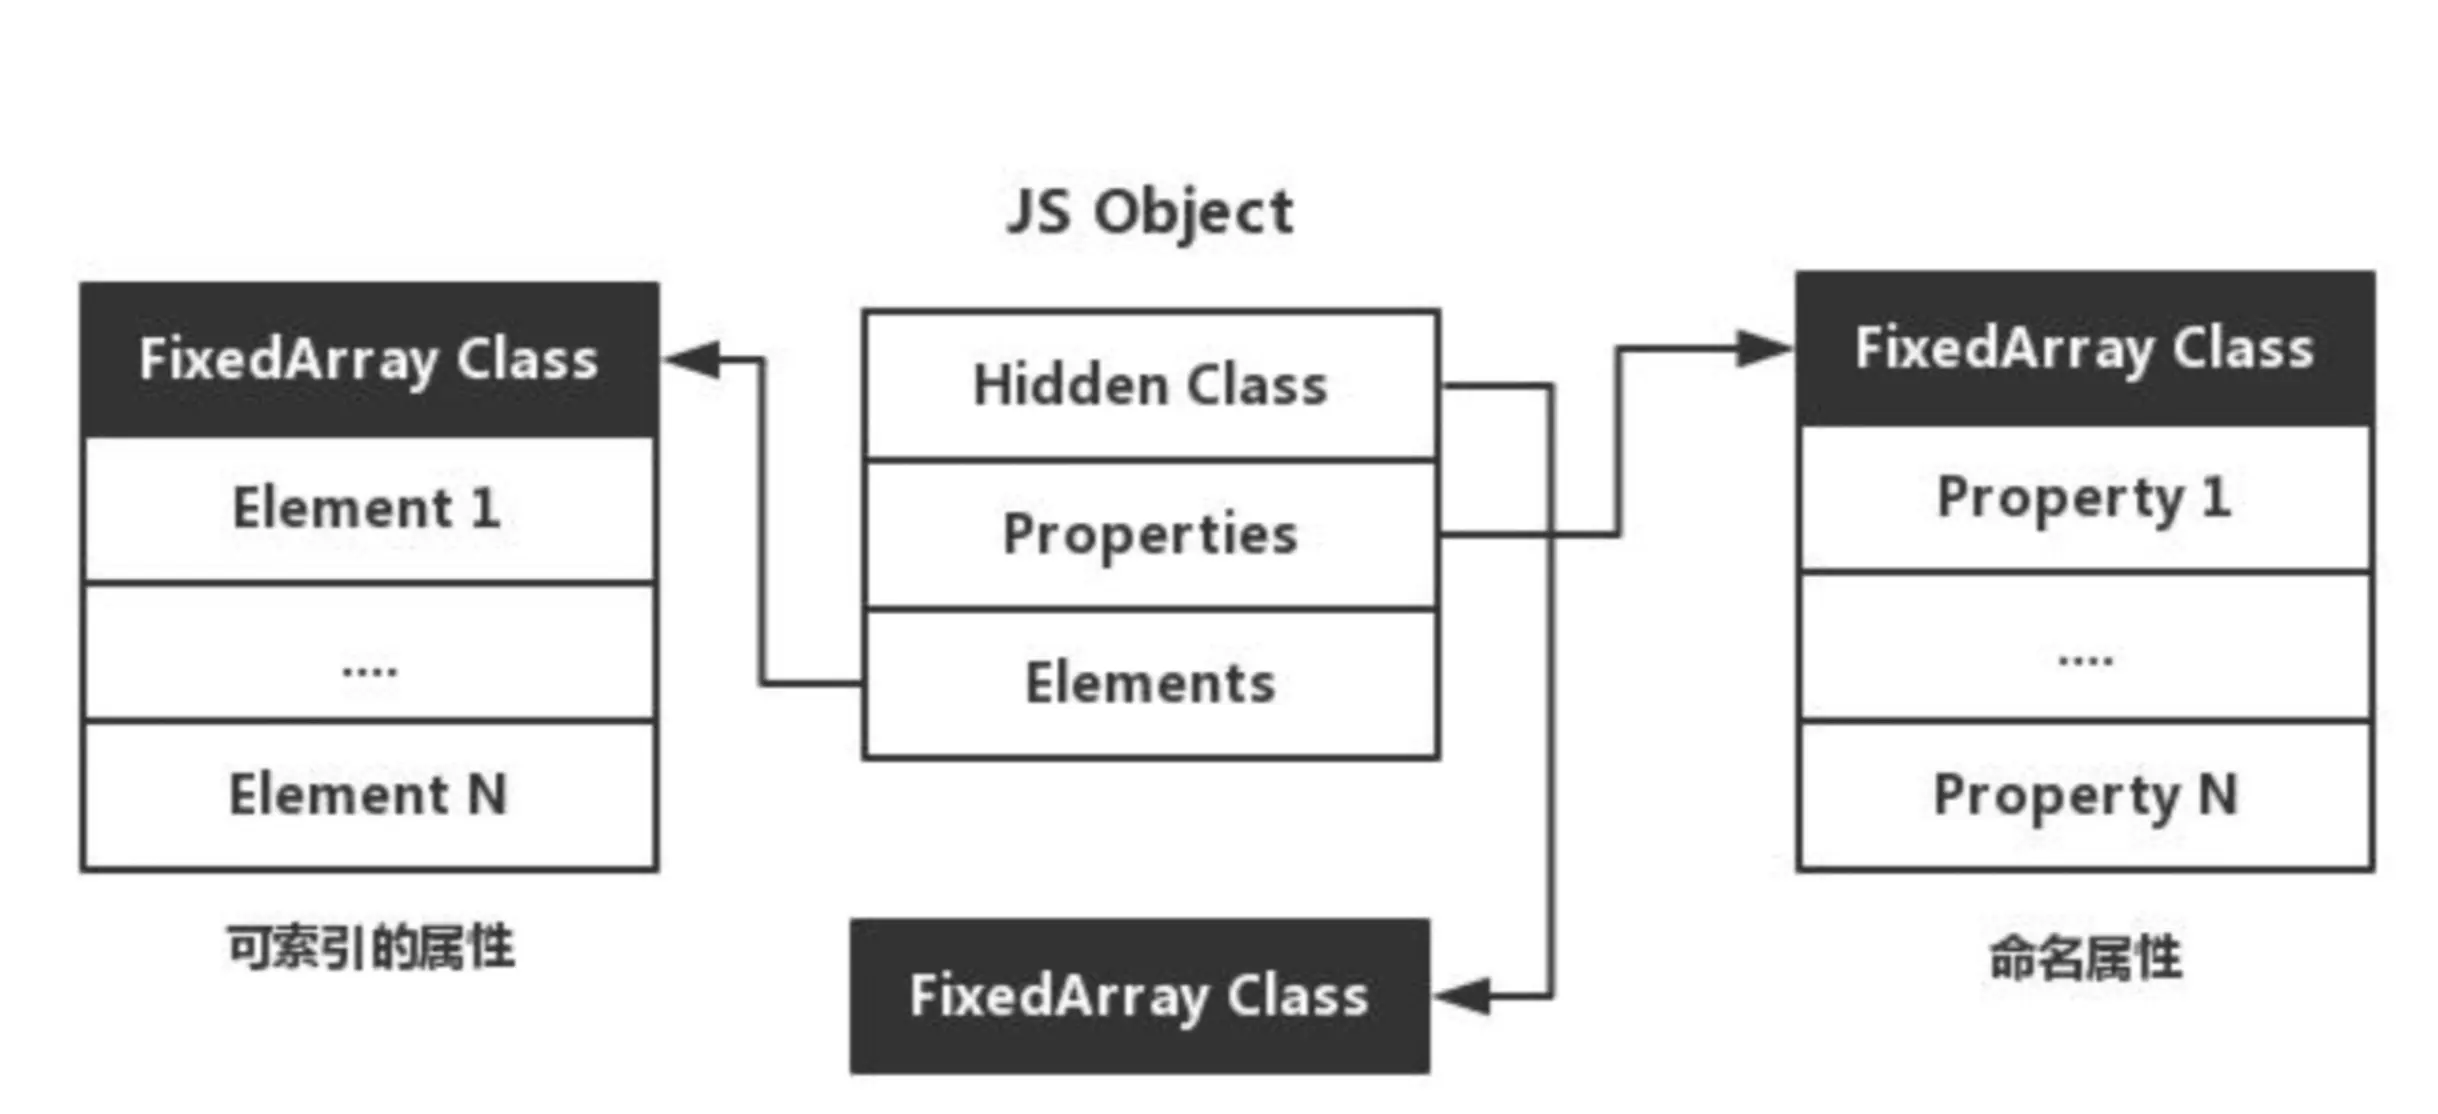 JS Object
FixedArray Class
Element 1
....
Element N
可索引的属性
Hidden Class
Properties
Elements
FixedArray Class
FixedArray Class
Property 1
....
Property N
命名属性